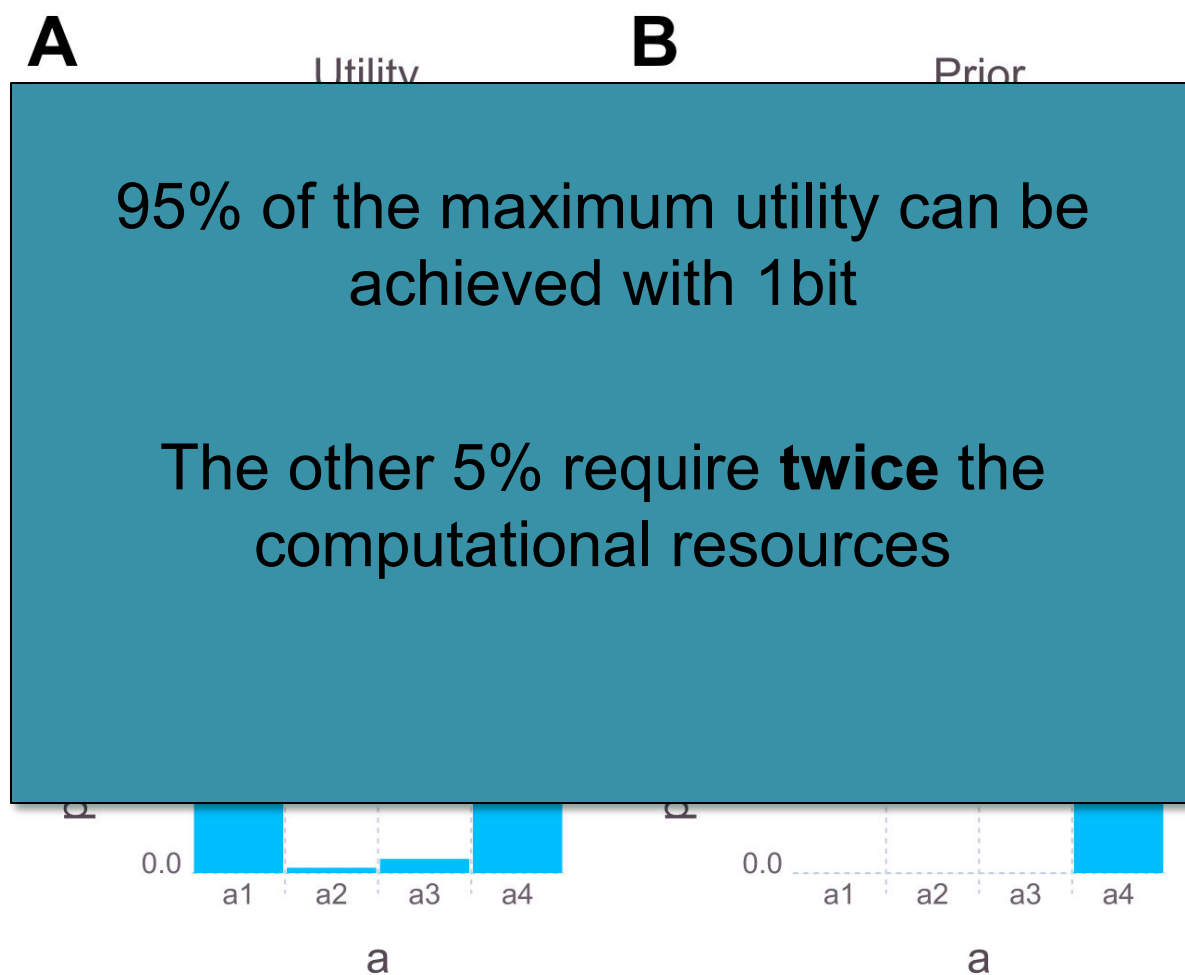 A
B
Utility
Prior
95% of the maximum utility can be
achieved with 1bit
The other 5% require twice the
computational resources
p
p
0.0
0.0
a1 a2 a3 a4
a1 a2 a3 a4
a
a